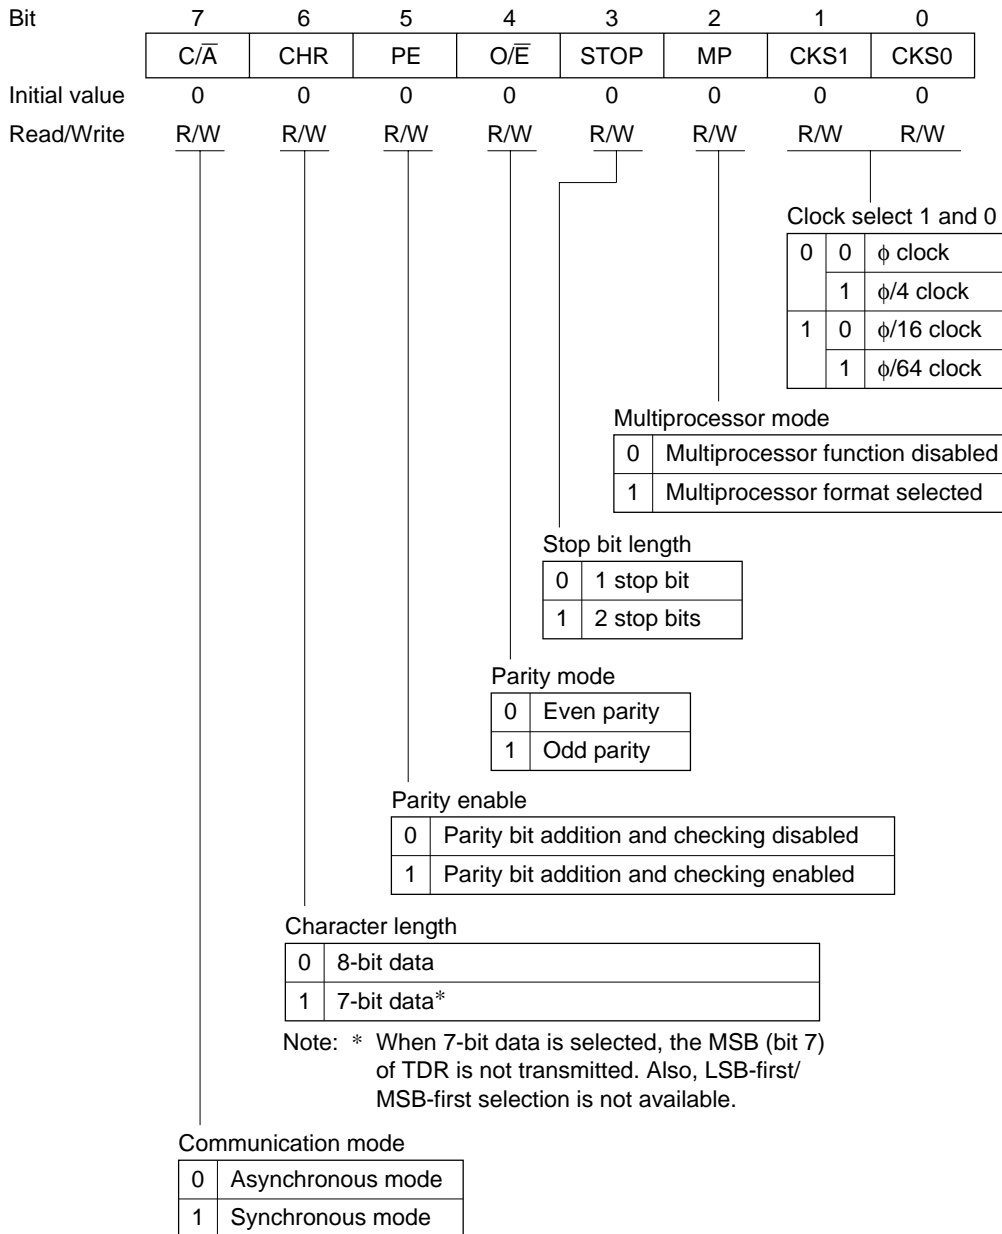 Bit 7 6 5 4 3 2 1 0
C/A̅ CHR PE O/E̅ STOP MP CKS1 CKS0
Initial value 0 0 0 0 0 0 0 0
Read/Write R/W R/W R/W R/W R/W R/W R/W R/W
Clock select 1 and 0
0 0 ϕ clock
1 ϕ/4 clock
1 0 ϕ/16 clock
1 ϕ/64 clock
Multiprocessor mode
0 Multiprocessor function disabled
1 Multiprocessor format selected
Stop bit length
0 1 stop bit
1 2 stop bits
Parity mode
0 Even parity
1 Odd parity
Parity enable
0 Parity bit addition and checking disabled
1 Parity bit addition and checking enabled
Character length
0 8-bit data
1 7-bit data*
Note: * When 7-bit data is selected, the MSB (bit 7)
of TDR is not transmitted. Also, LSB-first/
MSB-first selection is not available.
Communication mode
0 Asynchronous mode
1 Synchronous mode